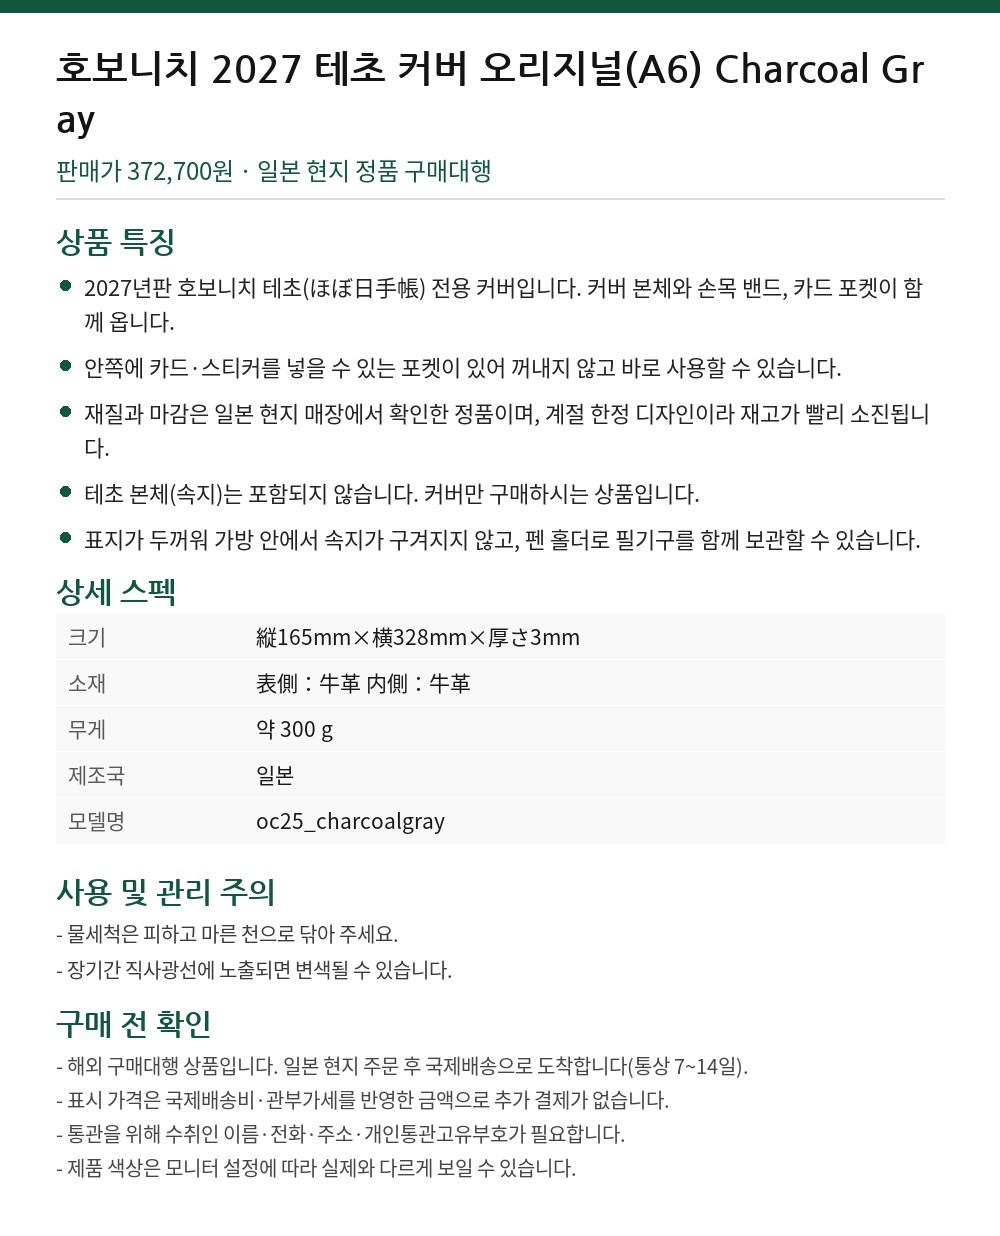 호보니치 2027 테초 커버 오리지널(A6) Charcoal Gr
ay
판매가 372,700원 · 일본 현지 정품 구매대행
상품 특징
● 2027년판 호보니치 테초(ほぼ日手帳) 전용 커버입니다. 커버 본체와 손목 밴드, 카드 포켓이 함
께 옵니다.
● 안쪽에 카드·스티커를 넣을 수 있는 포켓이 있어 꺼내지 않고 바로 사용할 수 있습니다.
● 재질과 마감은 일본 현지 매장에서 확인한 정품이며, 계절 한정 디자인이라 재고가 빨리 소진됩니
다.
● 테초 본체(속지)는 포함되지 않습니다. 커버만 구매하시는 상품입니다.
● 표지가 두꺼워 가방 안에서 속지가 구겨지지 않고, 펜 홀더로 필기구를 함께 보관할 수 있습니다.
상세 스펙
크기 縦165mm×横328mm×厚さ3mm
소재 表側：牛革 内側：牛革
무게 약 300 g
제조국 일본
모델명 oc25_charcoalgray
사용 및 관리 주의
- 물세척은 피하고 마른 천으로 닦아 주세요.
- 장기간 직사광선에 노출되면 변색될 수 있습니다.
구매 전 확인
- 해외 구매대행 상품입니다. 일본 현지 주문 후 국제배송으로 도착합니다(통상 7~14일).
- 표시 가격은 국제배송비·관부가세를 반영한 금액으로 추가 결제가 없습니다.
- 통관을 위해 수취인 이름·전화·주소·개인통관고유부호가 필요합니다.
- 제품 색상은 모니터 설정에 따라 실제와 다르게 보일 수 있습니다.